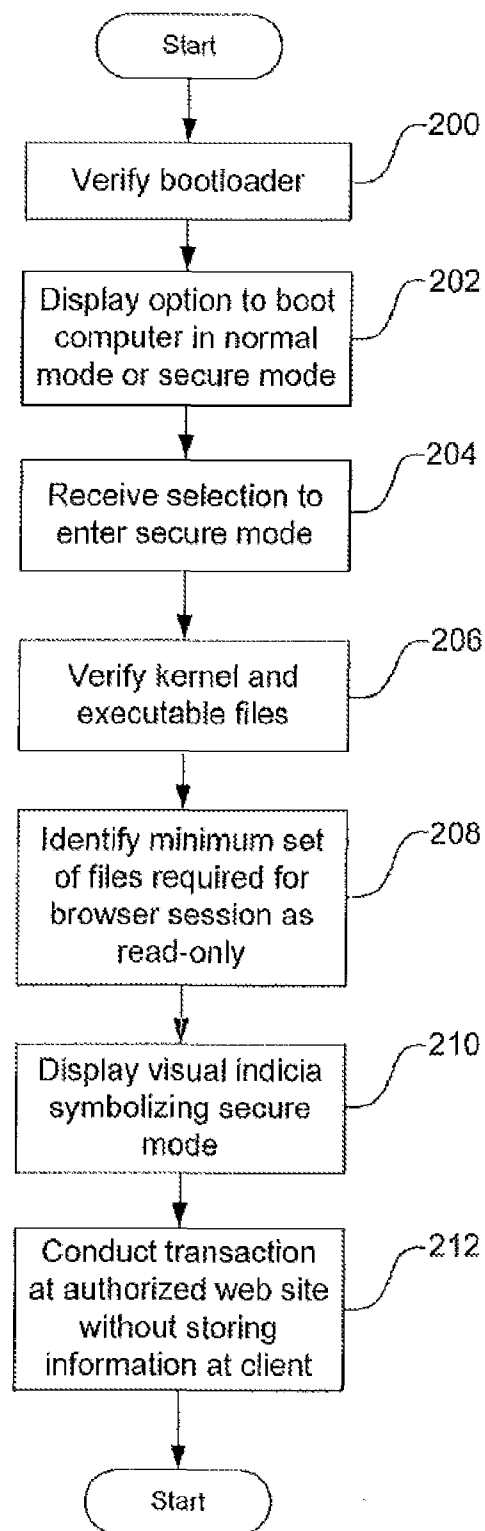 Start
200
Verify bootloader
202
Display option to boot
computer in normal
mode or secure mode
204
Receive selection to
enter secure mode
206
Verify kernel and
executable files
208
Identify minimum set
of files required for
browser session as
read-only
210
Display visual indicia
symbolizing secure
mode
212
Conduct transaction
at authorized web site
without storing
information at client
Start